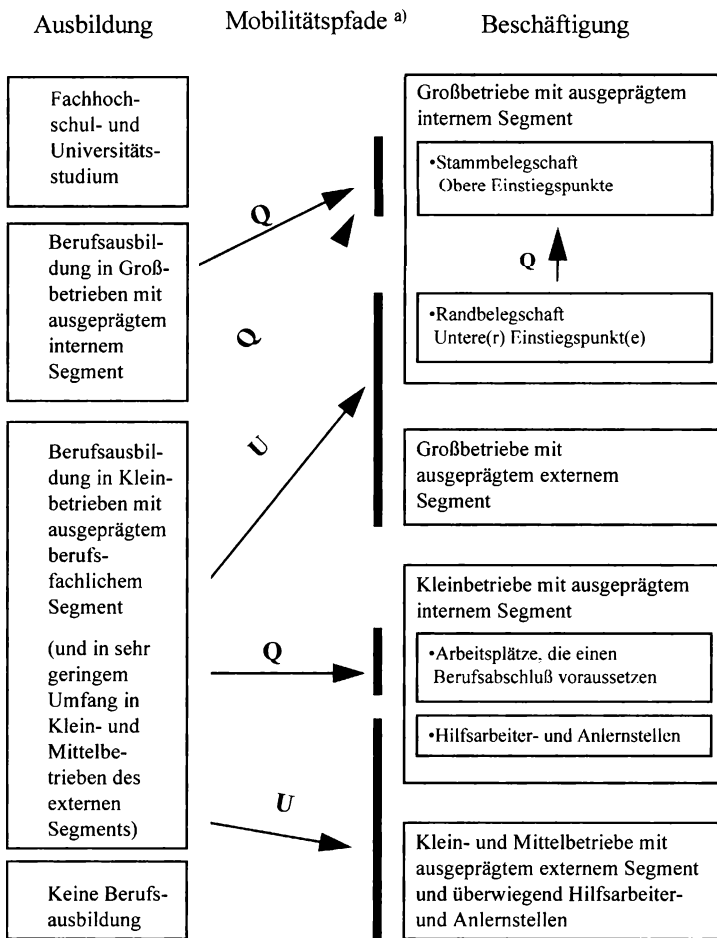 Ausbildung
Mobilitätspfade a)
Beschäftigung
Fachhoch-
schul- und
Universitäts-
studium
Berufsausbil-
dung in Groß-
betrieben mit
ausgeprägtem
internem
Segment
Berufsausbil-
dung in Klein-
betrieben mit
ausgeprägtem
berufs-
fachlichem
Segment
(und in sehr
geringem
Umfang in
Klein- und
Mittelbe-
trieben des
externen
Segments)
Keine Berufs-
ausbildung
Q
Q
U
Q
U
Großbetriebe mit ausgeprägtem
internem Segment
•Stammbelegschaft
Obere Einstiegspunkte
Q
•Randbelegschaft
Untere(r) Einstiegspunkt(e)
Großbetriebe mit
ausgeprägtem externem
Segment
Kleinbetriebe mit ausgeprägtem
internem Segment
•Arbeitsplätze, die einen
Berufsabschluß voraussetzen
•Hilfsarbeiter- und Anlernstellen
Klein- und Mittelbetriebe mit
ausgeprägtem externem Segment
und überwiegend Hilfsarbeiter-
und Anlernstellen